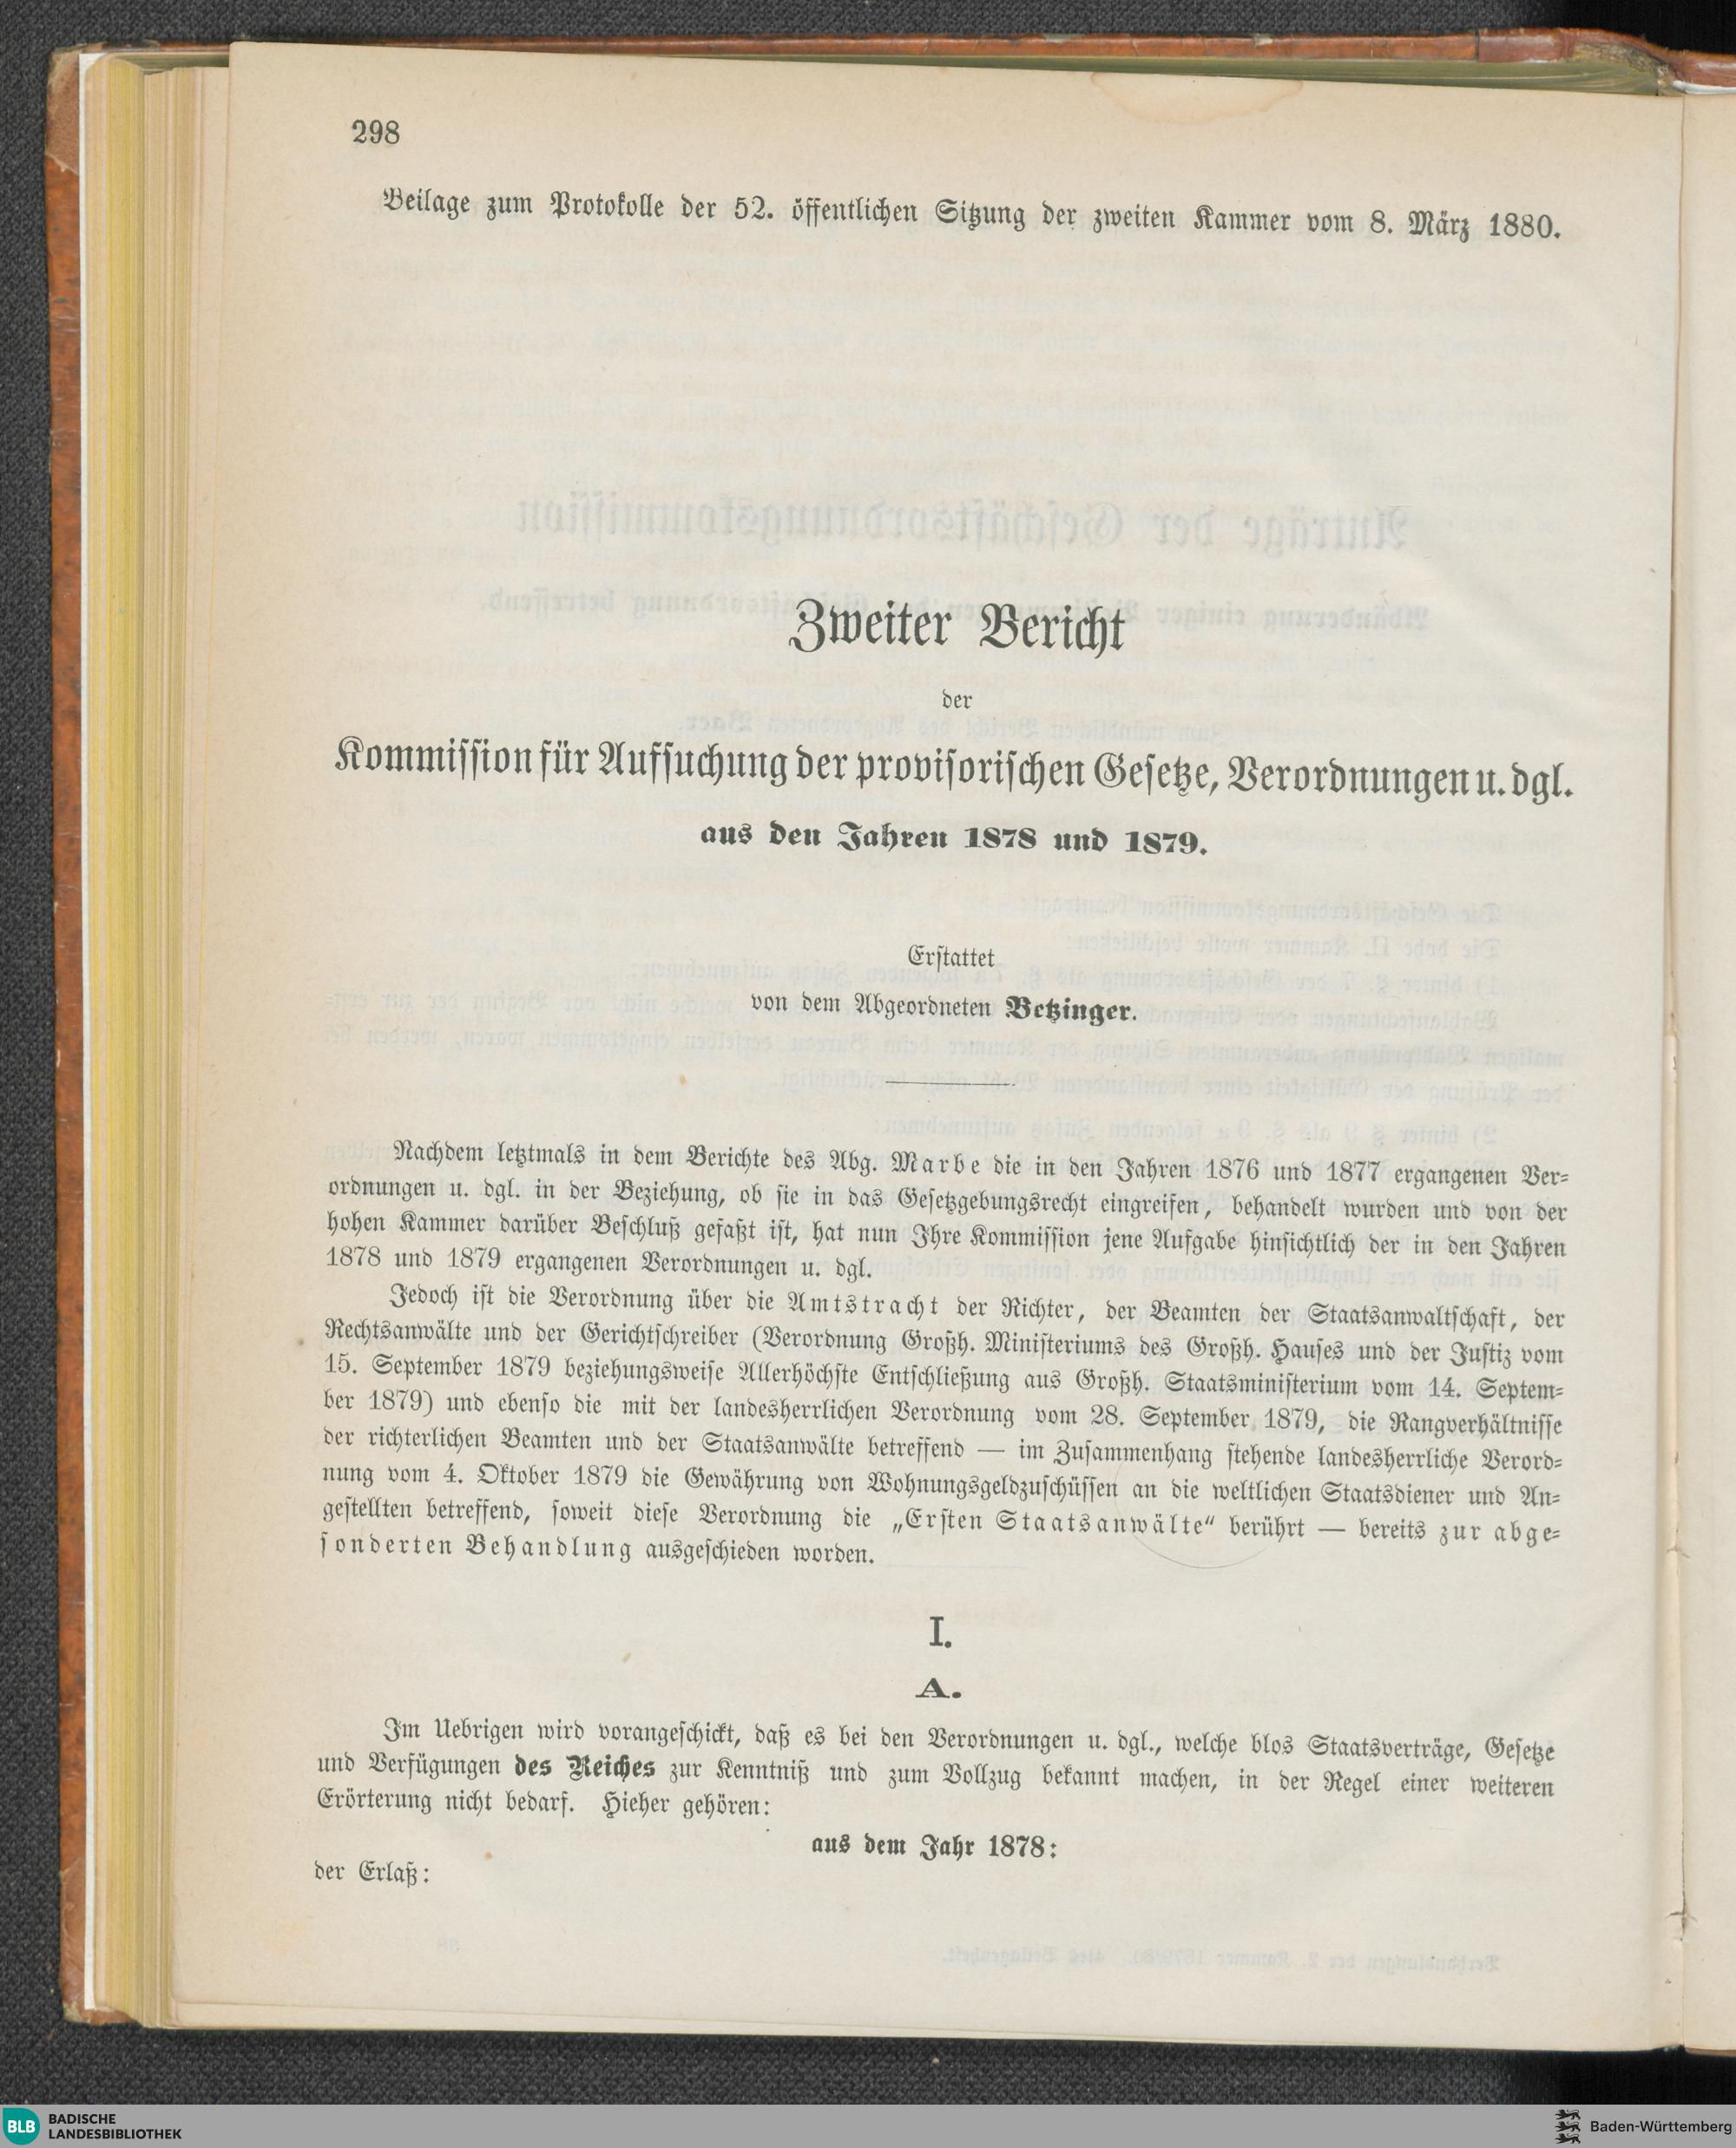 298
Beilage zum Protokolle der 52. öffentlichen Sitzung der zweiten Kammer vom 8. März 1880.
Zweiter Bericht
der
Kommission für Aufsuchung der provisorischen Gesetze, Verordnungen u. dgl.
aus den Jahren 1878 und 1879.
Erstattet
von dem Abgeordneten Betzinger.
Nachdem letztmals in dem Berichte des Abg. Marbe die in den Jahren 1876 und 1877 ergangenen Ver-
ordnungen u. dgl. in der Beziehung, ob sie in das Gesetzgebungsrecht eingreifen, behandelt wurden und von der
hohen Kammer darüber Beschluß gefaßt ist, hat nun Ihre Kommission jene Aufgabe hinsichtlich der in den Jahren
1878 und 1879 ergangenen Verordnungen u. dgl.
Jedoch ist die Verordnung über die Amtstracht der Richter, der Beamten der Staatsanwaltschaft, der
Rechtsanwälte und der Gerichtschreiber (Verordnung Großh. Ministeriums des Großh. Hauses und der Justiz vom
15. September 1879 beziehungsweise Allerhöchste Entschließung aus Großh. Staatsministerium vom 14. Septem-
ber 1879) und ebenso die mit der landesherrlichen Verordnung vom 28. September 1879, die Rangverhältnisse
der richterlichen Beamten und der Staatsanwälte betreffend — im Zusammenhang stehende landesherrliche Verord-
nung vom 4. Oktober 1879 die Gewährung von Wohnungsgeldzuschüssen an die weltlichen Staatsdiener und An-
gestellten betreffend, soweit diese Verordnung die „Ersten Staatsanwälte“ berührt — bereits zur abge-
sonderten Behandlung ausgeschieden worden.
I.
A.
Im Uebrigen wird vorangeschickt, daß es bei den Verordnungen u. dgl., welche blos Staatsverträge, Gesetze
und Verfügungen des Reiches zur Kenntniß und zum Vollzug bekannt machen, in der Regel einer weiteren
Erörterung nicht bedarf. Hieher gehören:
aus dem Jahr 1878:
der Erlaß:
BLB BADISCHE
LANDESBIBLIOTHEK
Baden-Württemberg